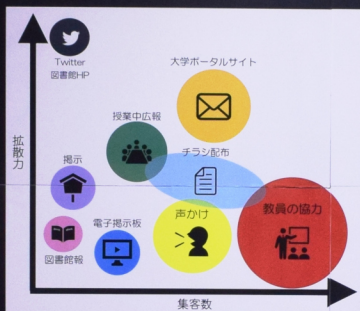 Twitter
図書館HP
大学ポータルサイト
授業中広報
チラシ配布
拡散力
掲示
声かけ
教員の協力
電子掲示板
図書館報
集客数